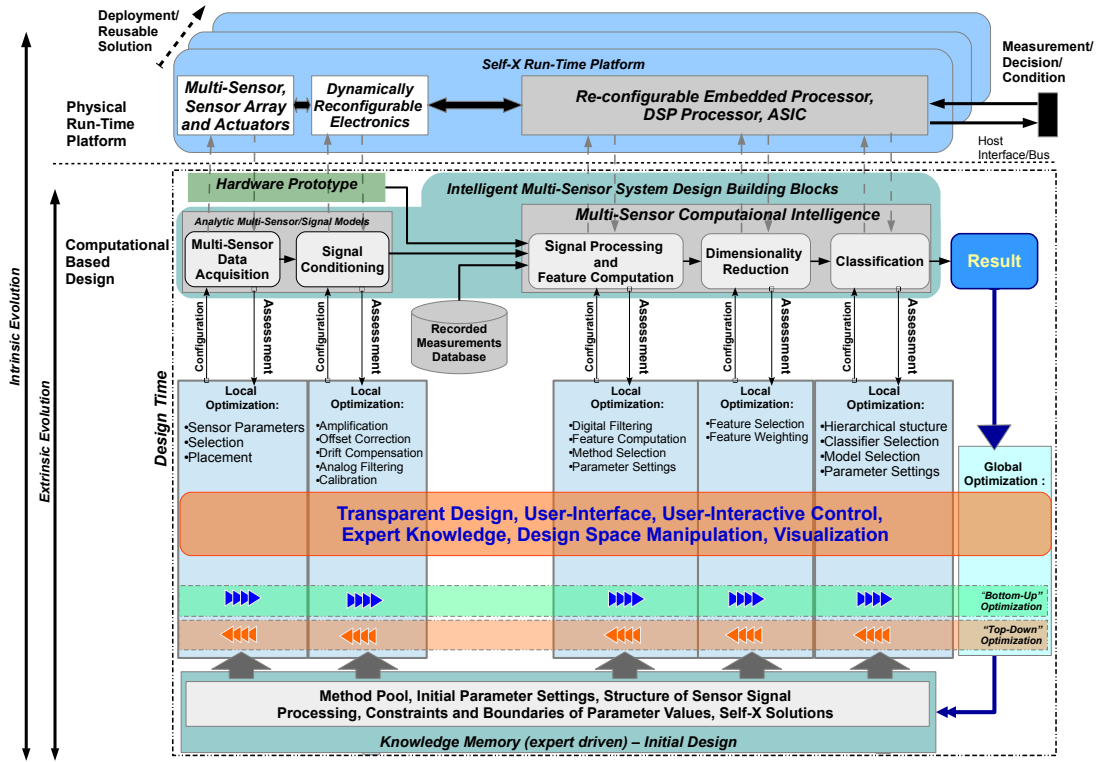 Deployment/
Reusable
Solution
Self-X Run-Time Platform
Measurement/
Decision/
Condition
Physical
Run-Time
Platform
Multi-Sensor,
Sensor Array
and Actuators
Dynamically
Reconfigurable
Electronics
Re-configurable Embedded Processor,
DSP Processor, ASIC
Host
Interface/Bus
Hardware Prototype
Intelligent Multi-Sensor System Design Building Blocks
Analytic Multi-Sensor/Signal Models
Multi-Sensor Computaional Intelligence
Computational
Based
Design
Multi-Sensor
Data
Acquisition
Signal
Conditioning
Signal Processing
and
Feature Computation
Dimensionality
Reduction
Classification
Result
Recorded
Measurements
Database
Configuration
Assessment
Configuration
Assessment
Configuration
Assessment
Configuration
Assessment
Configuration
Assessment
Intrinsic Evolution
Extrinsic Evolution
Design Time
Local
Optimization:
•Sensor Parameters
•Selection
•Placement
Local
Optimization:
•Amplification
•Offset Correction
•Drift Compensation
•Analog Filtering
•Calibration
Local
Optimization:
•Digital Filtering
•Feature Computation
•Method Selection
•Parameter Settings
Local
Optimization:
•Feature Selection
•Feature Weighting
Local
Optimization:
•Hierarchical stucture
•Classifier Selection
•Model Selection
•Parameter Settings
Global
Optimization :
Transparent Design, User-Interface, User-Interactive Control,
Expert Knowledge, Design Space Manipulation, Visualization
“Bottom-Up”
Optimization
“Top-Down”
Optimization
Method Pool, Initial Parameter Settings, Structure of Sensor Signal
Processing, Constraints and Boundaries of Parameter Values, Self-X Solutions
Knowledge Memory (expert driven) – Initial Design